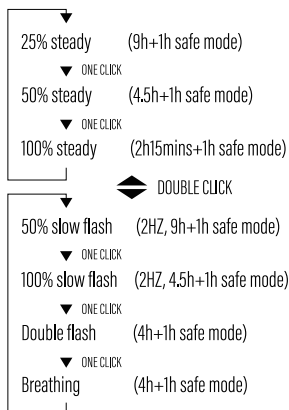 25% steady (9h+1h safe mode)
ONE CLICK
50% steady (4.5h+1h safe mode)
ONE CLICK
100% steady (2h15mins+1h safe mode)
DOUBLE CLICK
50% slow flash (2HZ, 9h+1h safe mode)
ONE CLICK
100% slow flash (2HZ, 4.5h+1h safe mode)
ONE CLICK
Double flash (4h+1h safe mode)
ONE CLICK
Breathing (4h+1h safe mode)